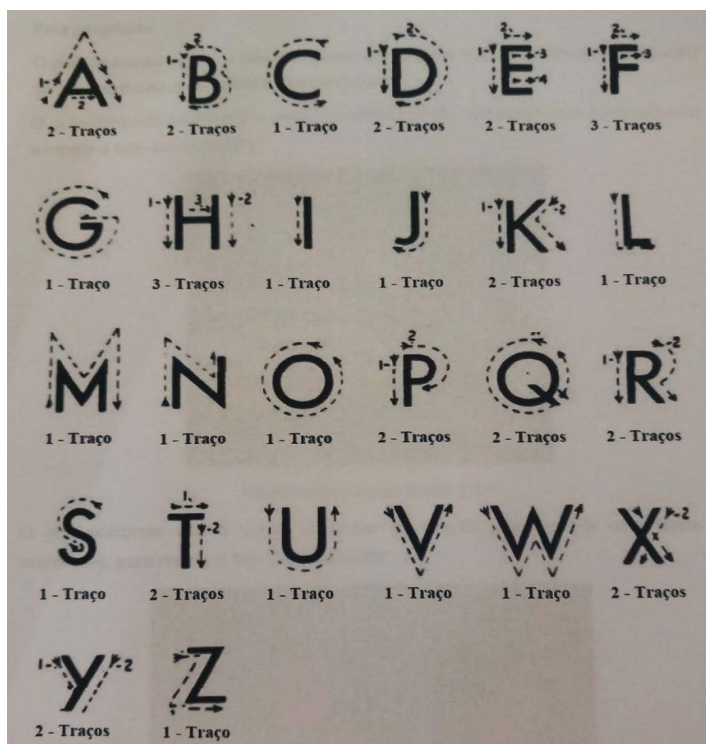 A B C D E F
2 - Traços 2 - Traços 1 - Traço 2 - Traços 2 - Traços 3 - Traços
G H I J K L
1 - Traço 3 - Traços 1 - Traço 1 - Traço 2 - Traços 1 - Traço
M N O P Q R
1 - Traço 1 - Traço 1 - Traço 2 - Traços 2 - Traços 2 - Traços
S T U V W X
1 - Traço 2 - Traços 1 - Traço 1 - Traço 1 - Traço 2 - Traços
Y Z
2 - Traços 1 - Traço